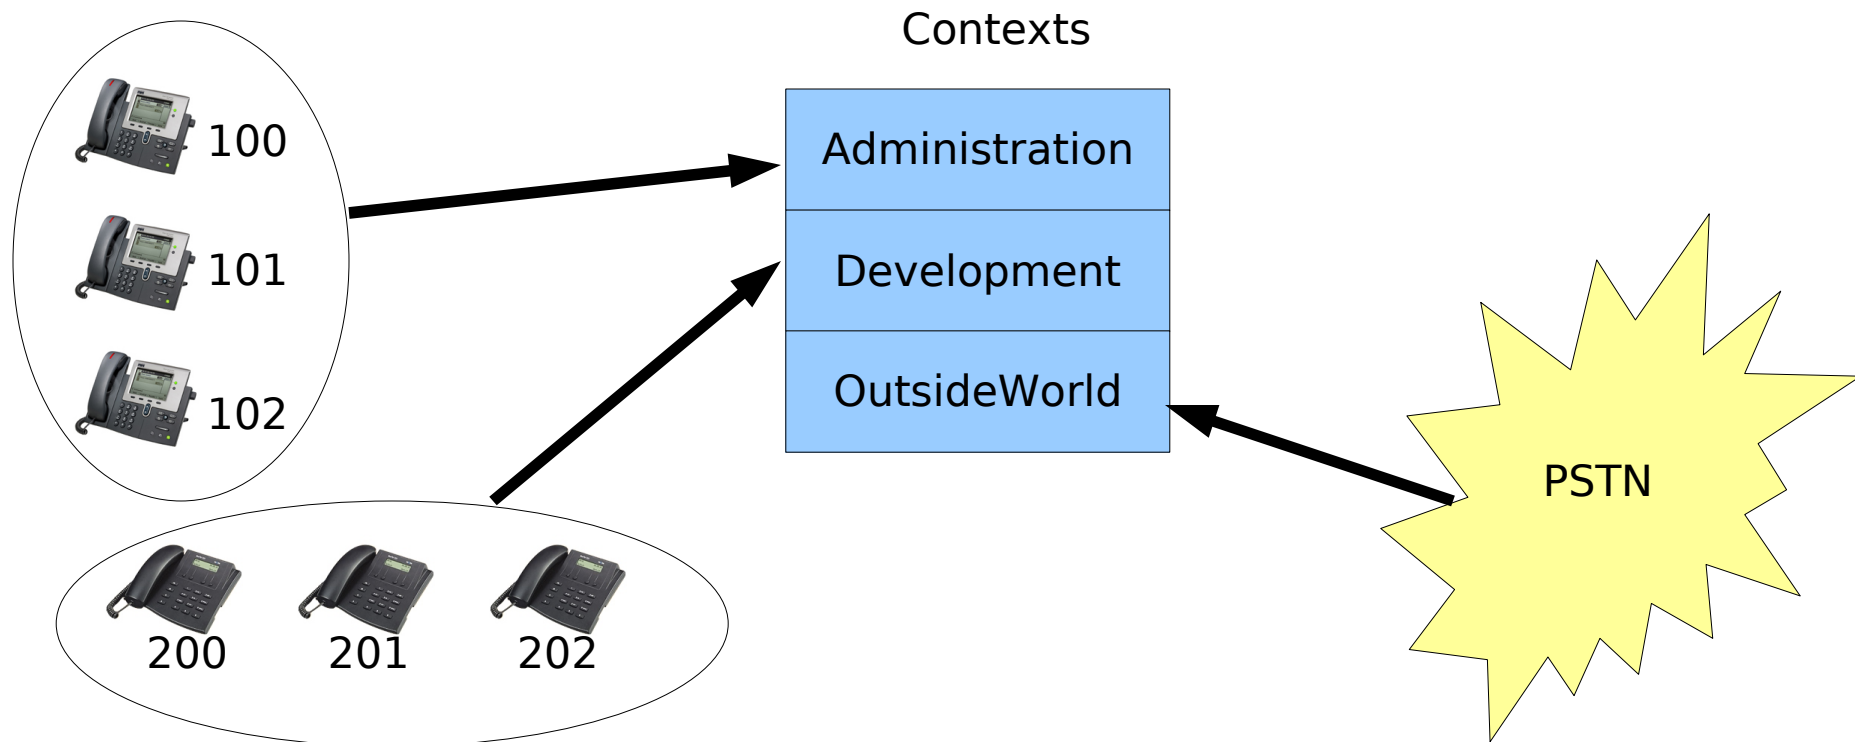 Contexts
100
101
102
Administration
Development
OutsideWorld
PSTN
200 201 202